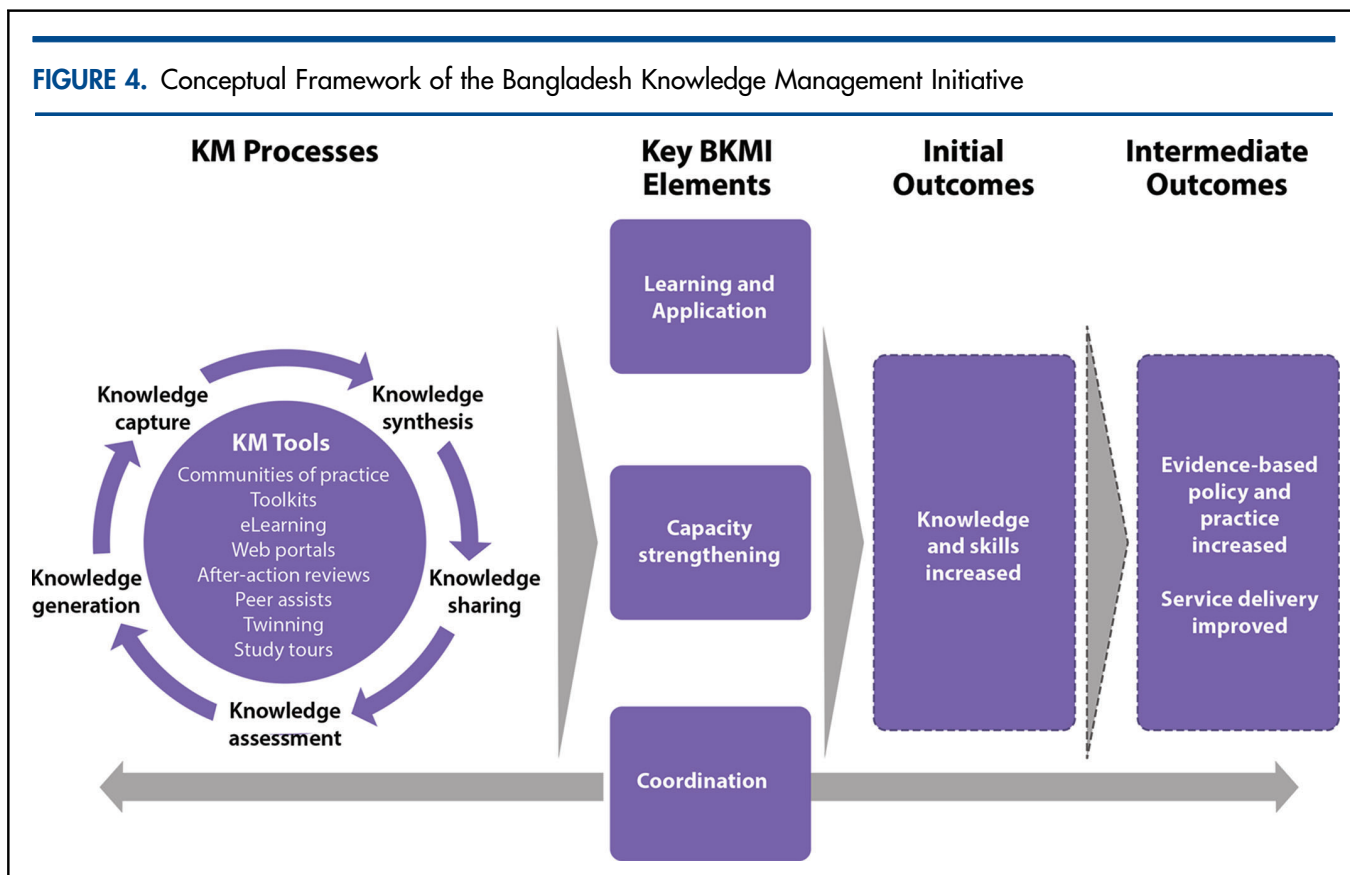 FIGURE 4. Conceptual Framework of the Bangladesh Knowledge Management Initiative
KM Processes
Key BKMI
Elements
Initial
Outcomes
Intermediate
Outcomes
Knowledge
capture
Knowledge
synthesis
Knowledge
sharing
Knowledge
assessment
Knowledge
generation
KM Tools
Communities of practice
Toolkits
eLearning
Web portals
After-action reviews
Peer assists
Twinning
Study tours
Learning and
Application
Capacity
strengthening
Coordination
Knowledge
and skills
increased
Evidence-based
policy and
practice
increased
Service delivery
improved